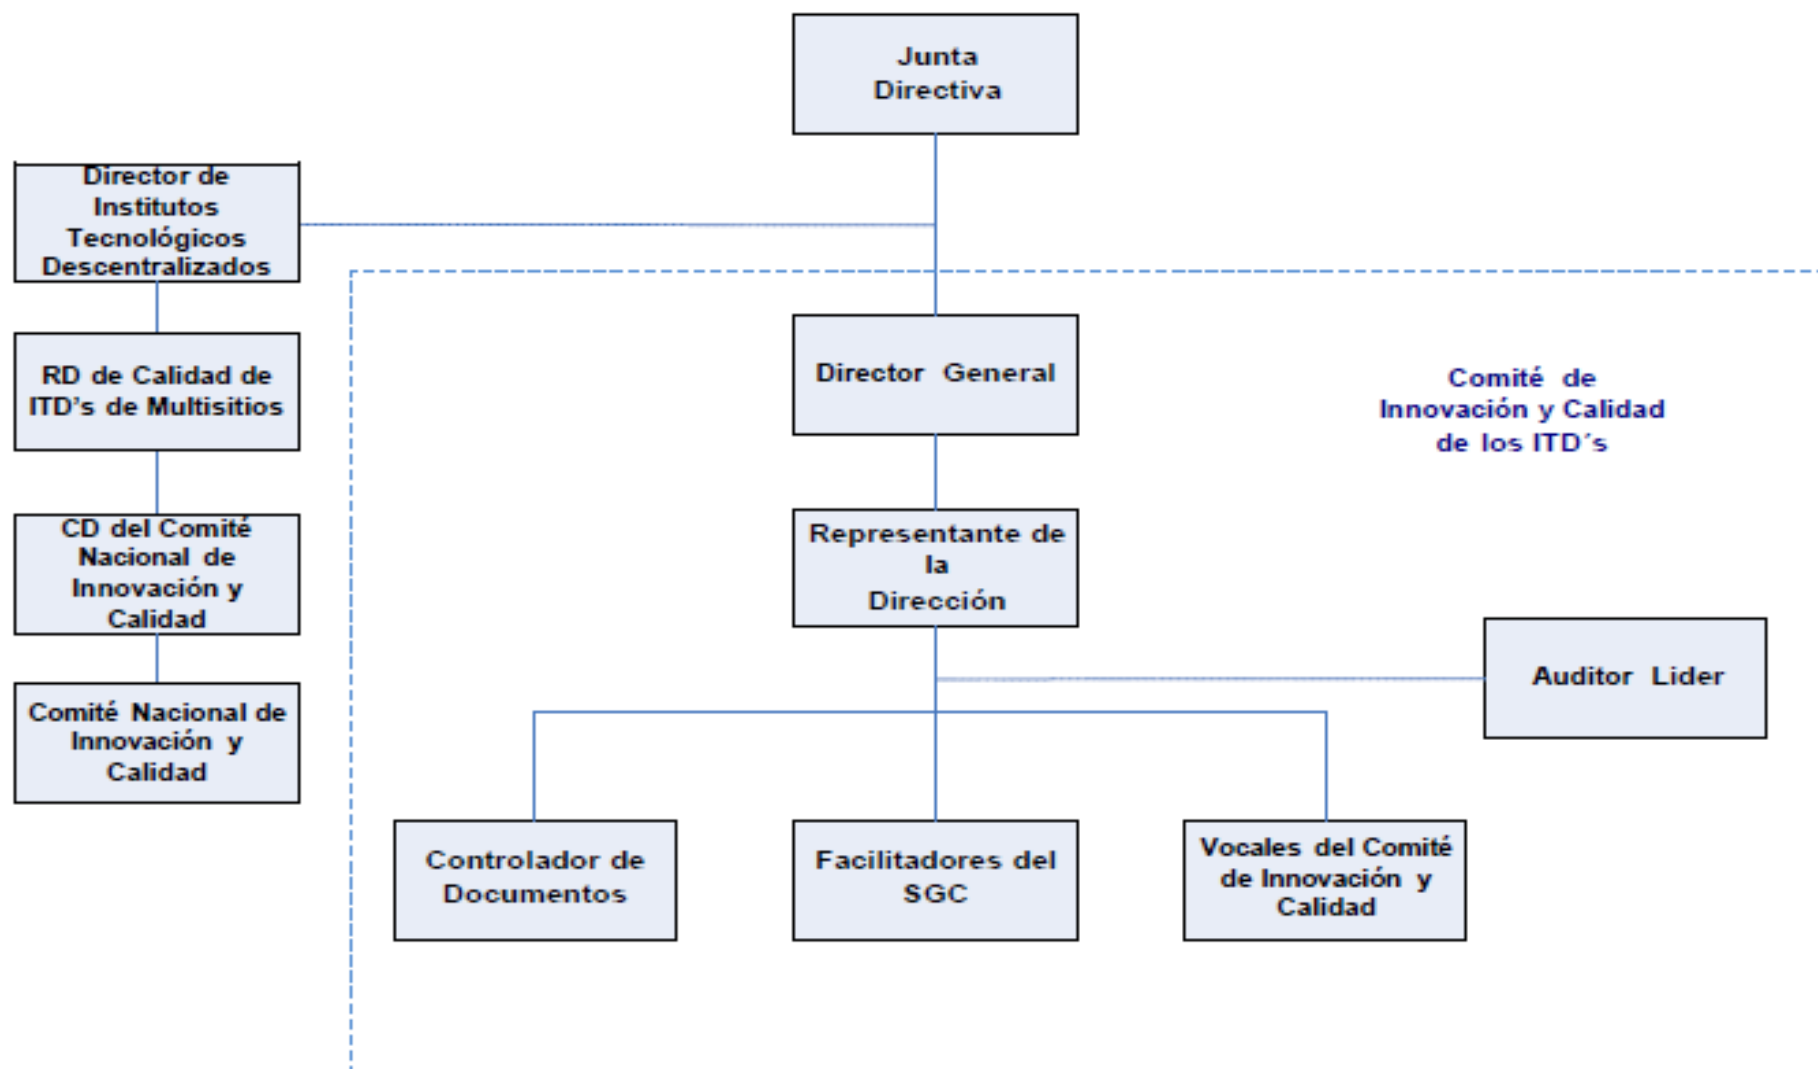 Junta
Directiva
Director de
Institutos
Tecnológicos
Descentralizados
RD de Calidad de
ITD's de Multisitios
CD del Comité
Nacional de
Innovación y
Calidad
Comité Nacional de
Innovación y
Calidad
Director General
Comité de
Innovación y Calidad
de los ITD´s
Representante de
la
Dirección
Auditor Lider
Controlador de
Documentos
Facilitadores del
SGC
Vocales del Comité
de Innovación y
Calidad